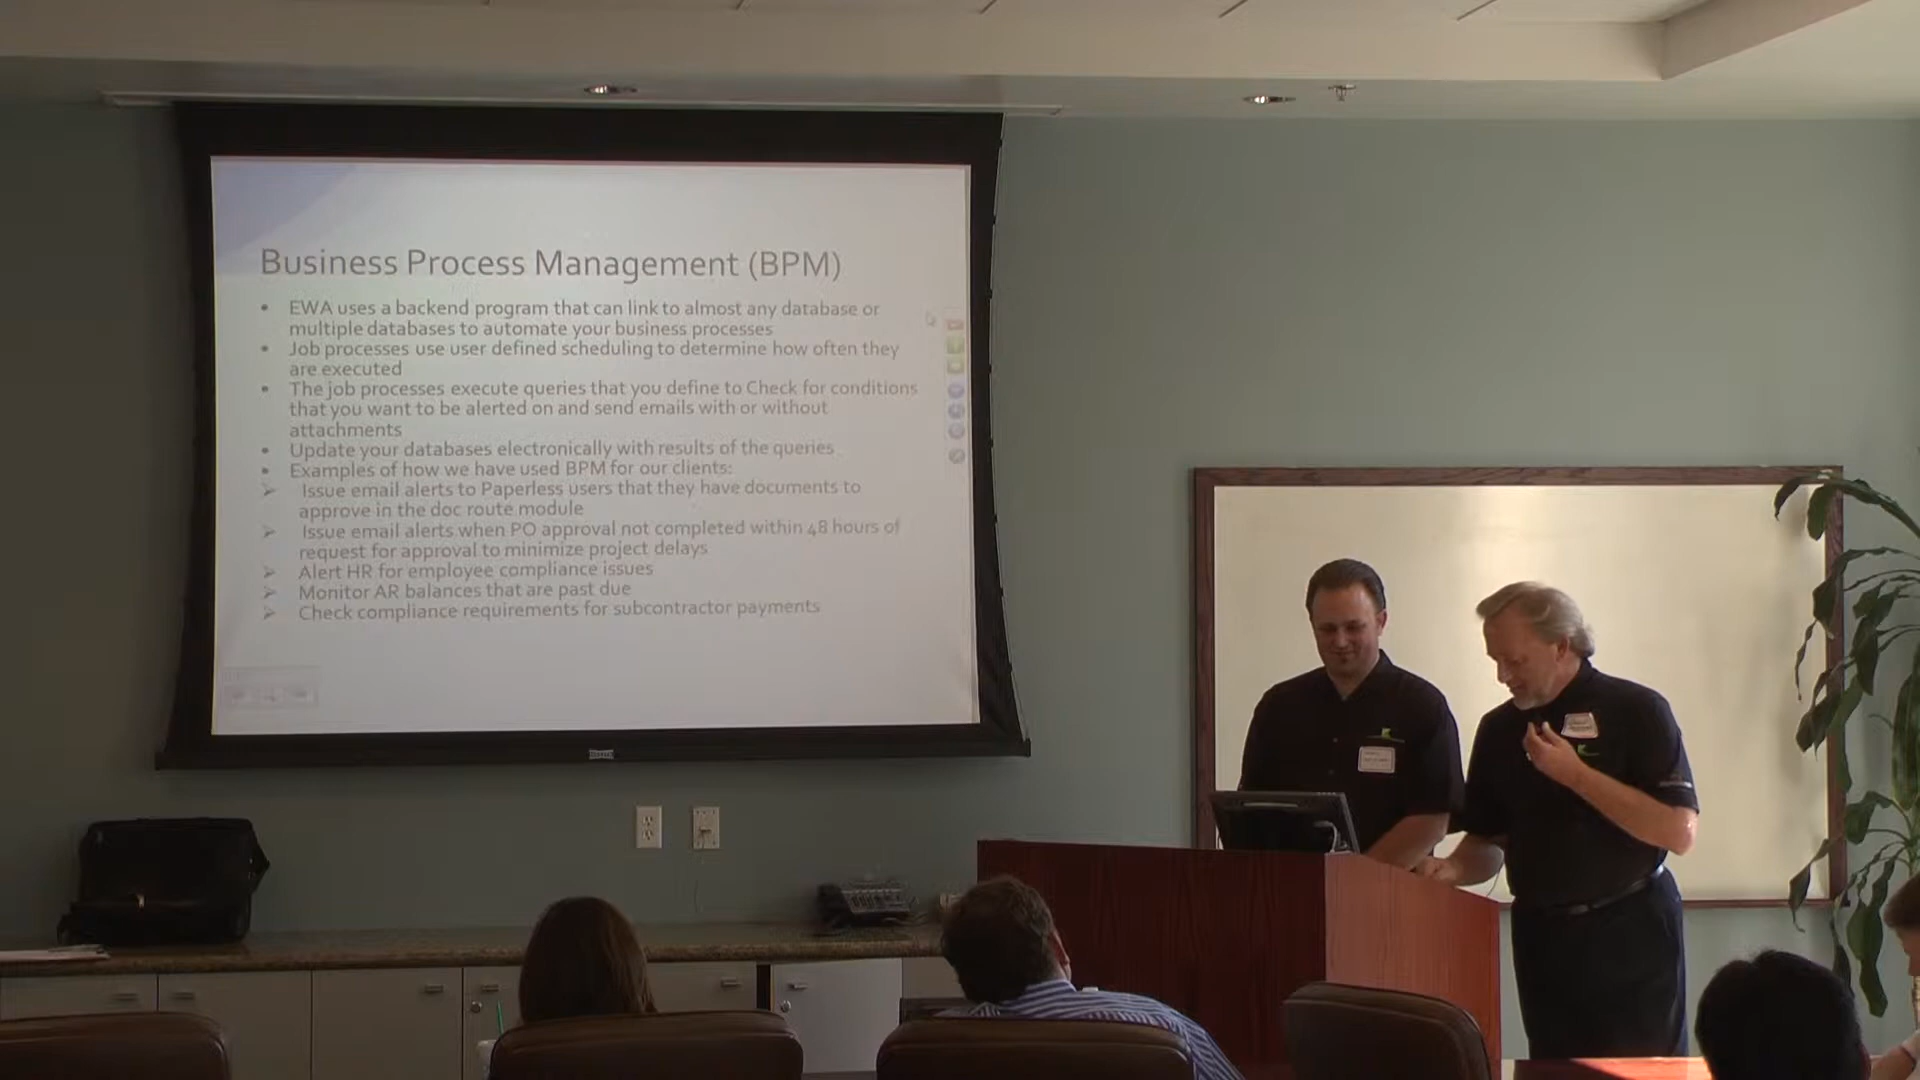 Business Process Management (BPM)
• EWA uses a backend program that can link to almost any database or
multiple databases to automate your business processes
• Job processes use user defined scheduling to determine how often they
are executed
• The job processes execute queries that you define to Check for conditions
that you want to be alerted on and send emails with or without
attachments
• Update your databases electronically with results of the queries
• Examples of how we have used BPM for our clients:
➢ Issue email alerts to Paperless users that they have documents to
approve in the doc route module
➢ Issue email alerts when PO approval not completed within 48 hours of
request for approval to minimize project delays
➢ Alert HR for employee compliance issues
➢ Monitor AR balances that are past due
➢ Check compliance requirements for subcontractor payments